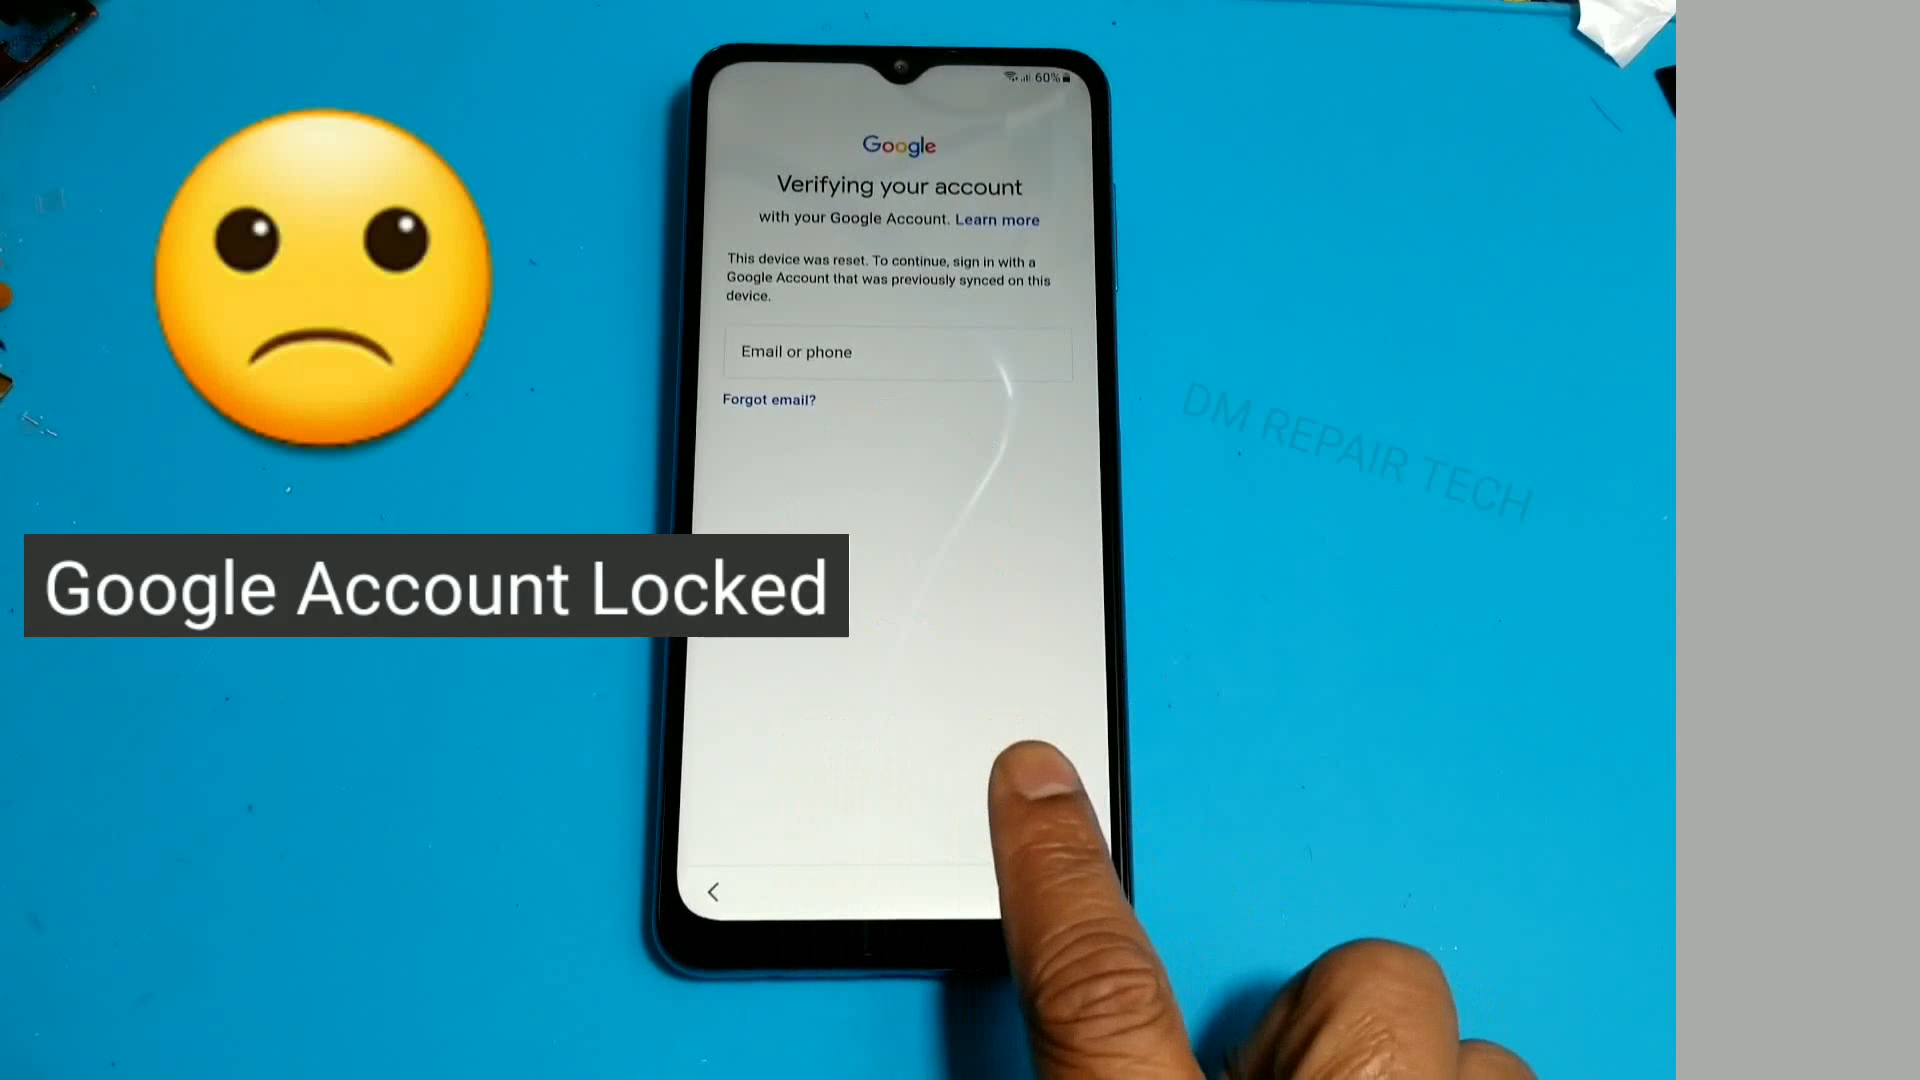 60%
Google
Verifying your account
with your Google Account. Learn more
This device was reset. To continue, sign in with a
Google Account that was previously synced on this
device.
Email or phone
Forgot email?
DM REPAIR TECH
Google Account Locked